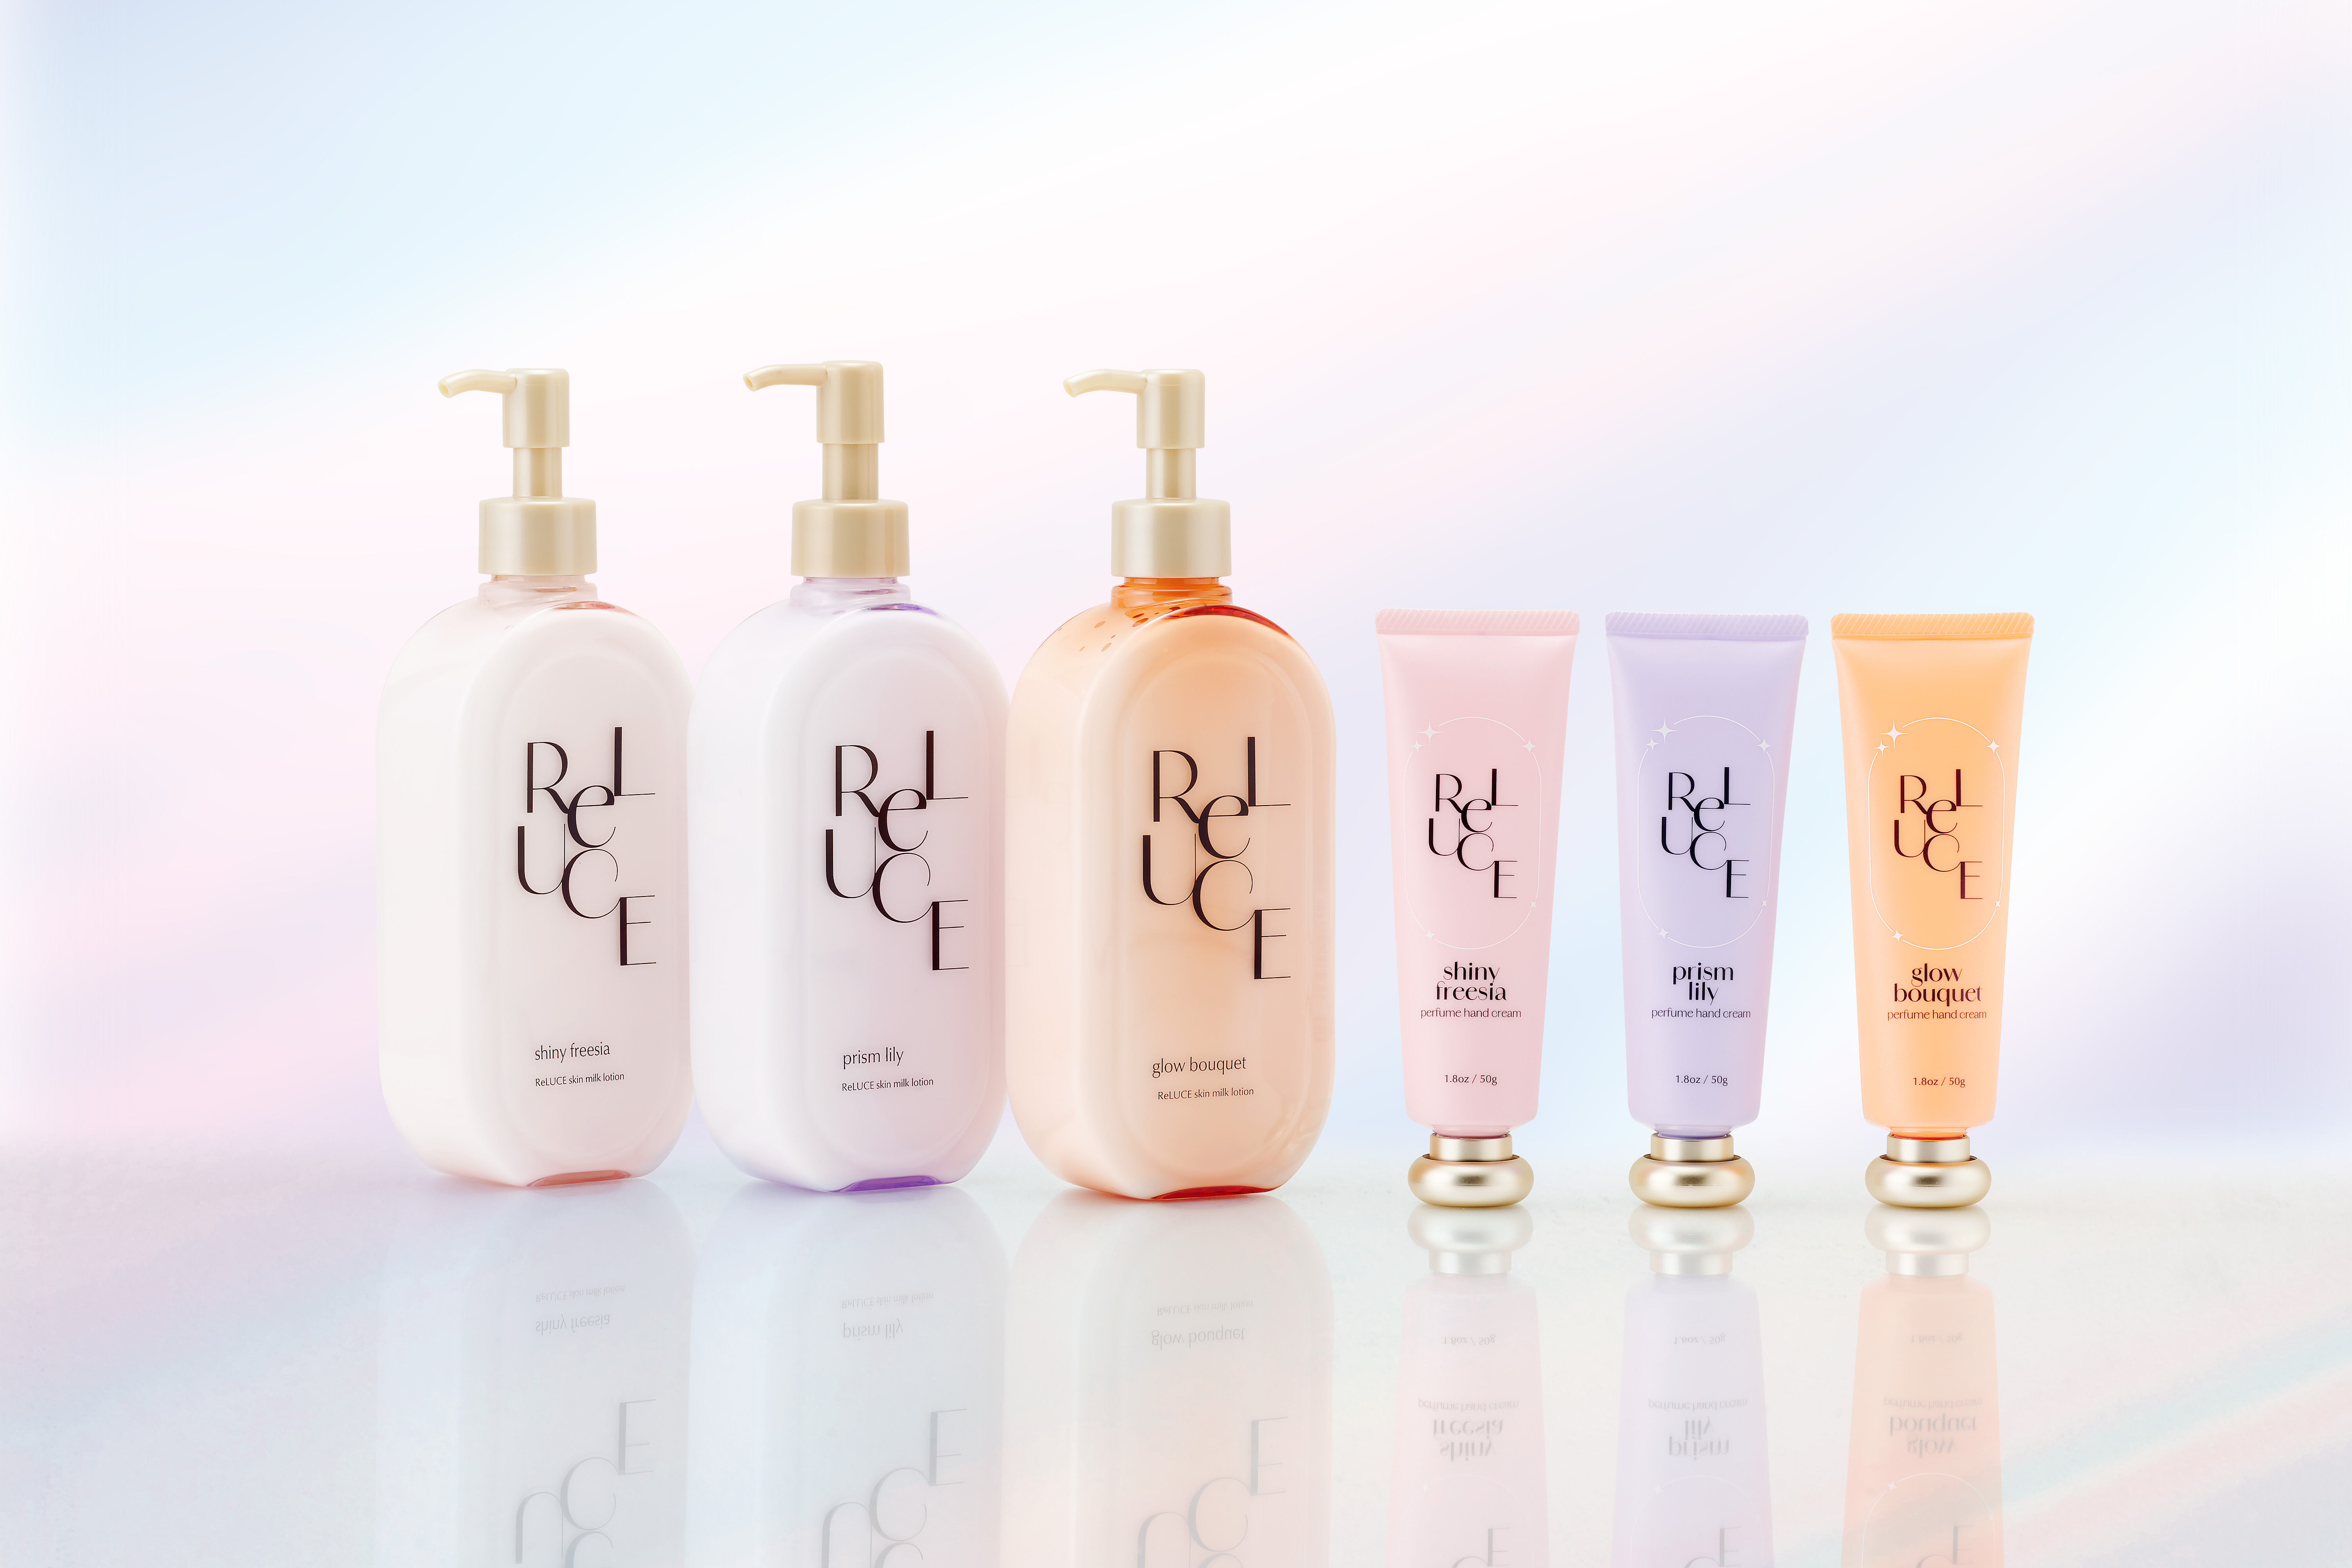 ReLUCE
shiny freesia
ReLUCE skin milk lotion
ReLUCE
prism lily
ReLUCE skin milk lotion
ReLUCE
glow bouquet
ReLUCE skin milk lotion
ReLUCE
shiny
freesia
perfume hand cream
1.8oz / 50g
ReLUCE
prism
lily
perfume hand cream
1.8oz / 50g
ReLUCE
glow
bouquet
perfume hand cream
1.8oz / 50g